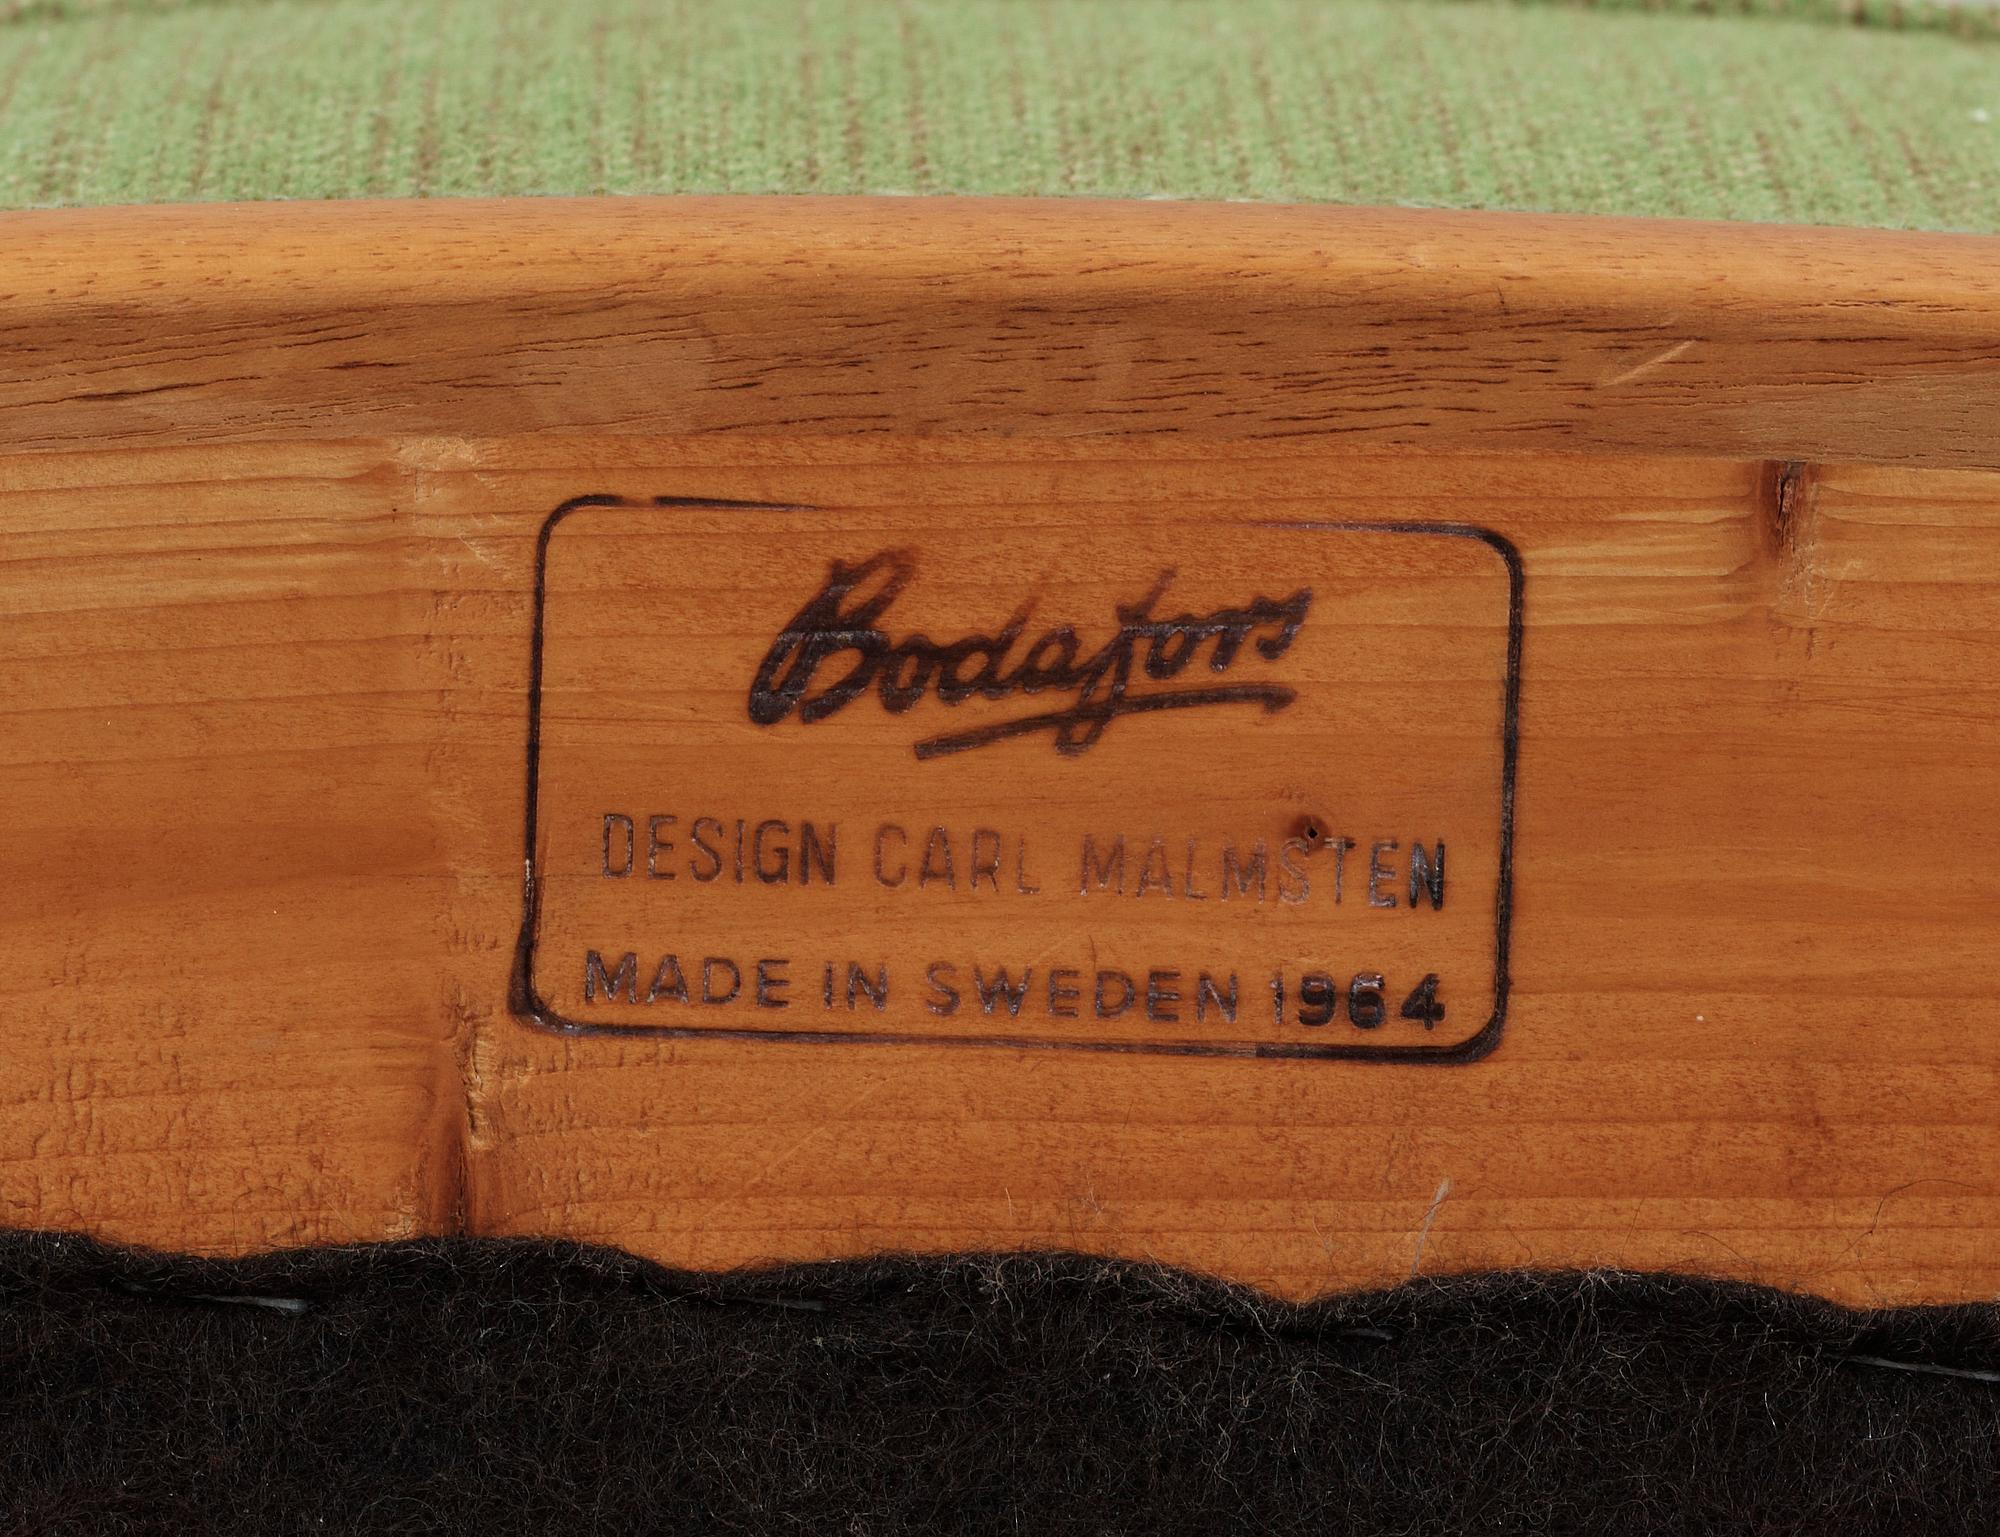 Bodafors
DESIGN CARL MALMSTEN
MADE IN SWEDEN 1964